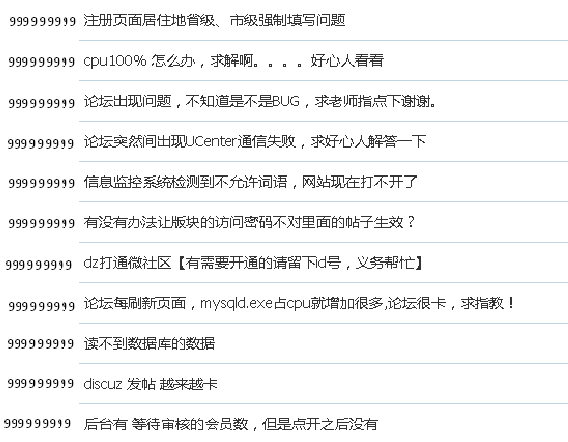 999999999 注册页面居住地省级、市级强制填写问题
999999999 cpu100% 怎么办，求解啊。。。。好心人看看
999999999 论坛出现问题，不知道是不是BUG，求老师指点下谢谢。
999999999 论坛突然间出现UCenter通信失败，求好心人解答一下
999999999 信息监控系统检测到不允许词语，网站现在打不开了
999999999 有没有办法让版块的访问密码不对里面的帖子生效？
999999999 dz打通微社区【有需要开通的请留下id号，义务帮忙】
999999999 论坛每刷新页面，mysqld.exe占cpu就增加很多,论坛很卡，求指教！
999999999 读不到数据库的数据
999999999 discuz 发帖 越来越卡
999999999 后台有 等待审核的会员数，但是点开之后没有